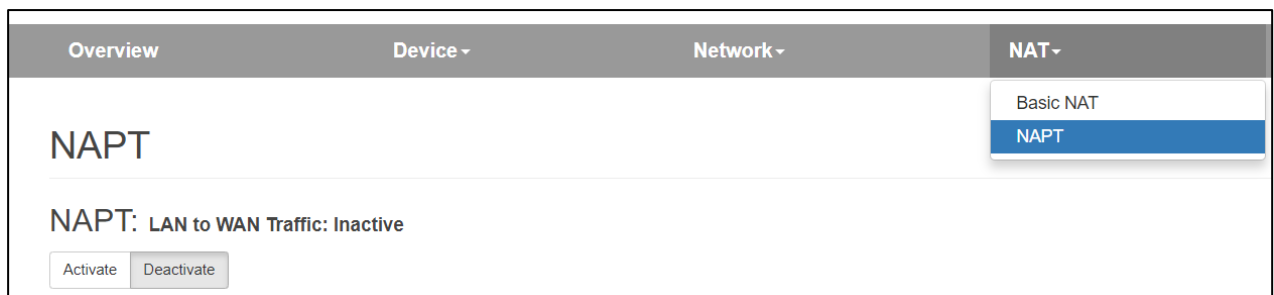 Overview Device Network NAT
Basic NAT
NAPT
NAPT
NAPT: LAN to WAN Traffic: Inactive
Activate Deactivate